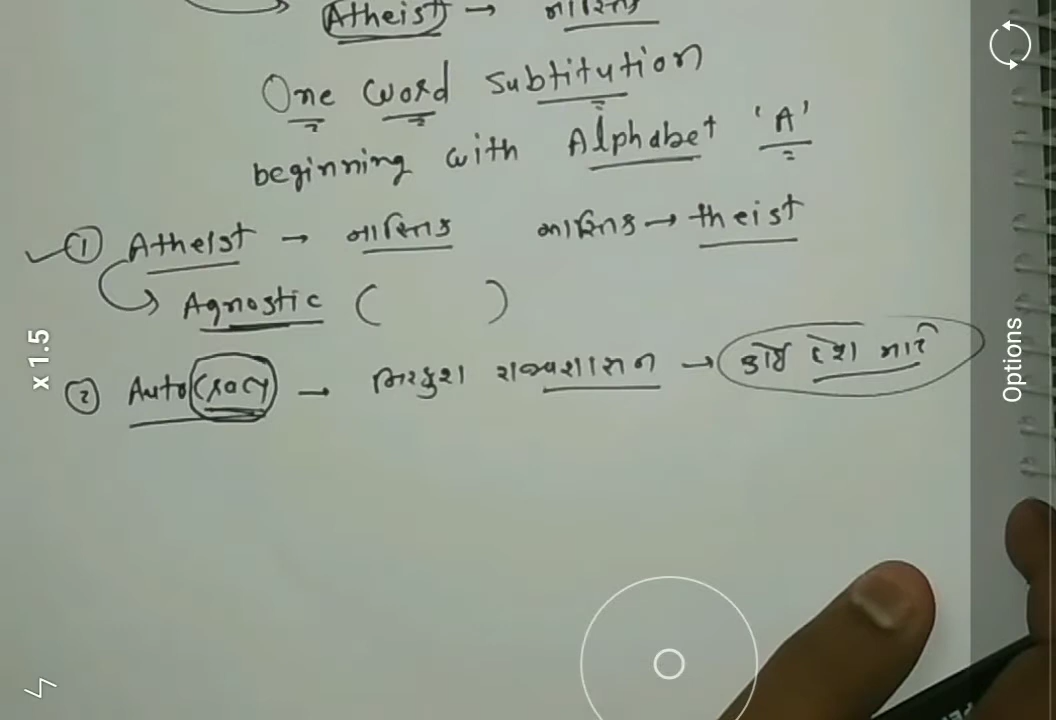 Atheist → નાસ્તિક
One word subtitution
beginning with Alphabet 'A'
① Atheist → નાસ્તિક આસ્તિક → theist
Agnostic ( )
② Autocracy → નિરંકુશ રાજ્યશાસન → કોઈ દેશ માટે
x 1.5
Options